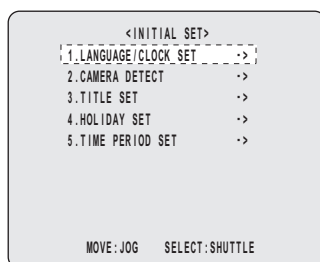 <INITIAL SET>
1.LANGUAGE/CLOCK SET ->
2.CAMERA DETECT ->
3.TITLE SET ->
4.HOLIDAY SET ->
5.TIME PERIOD SET ->
MOVE:JOG SELECT:SHUTTLE